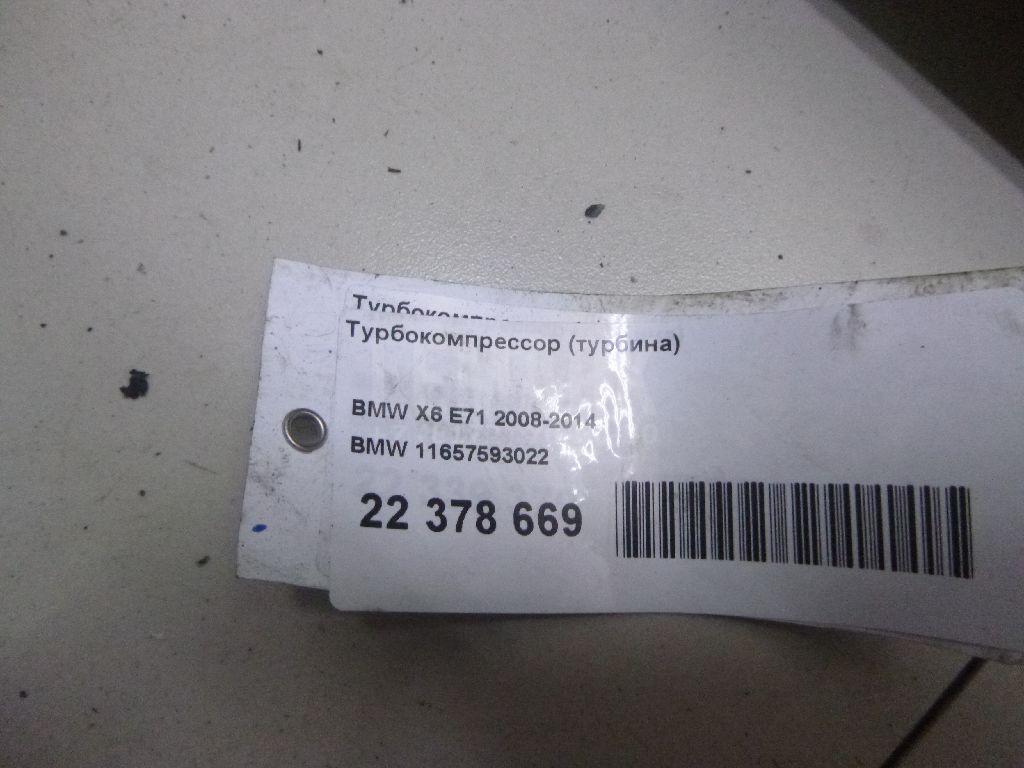 Турбокомпрессор (турбина)
BMW X6 E71 2008-2014
BMW 11657593022
22 378 669